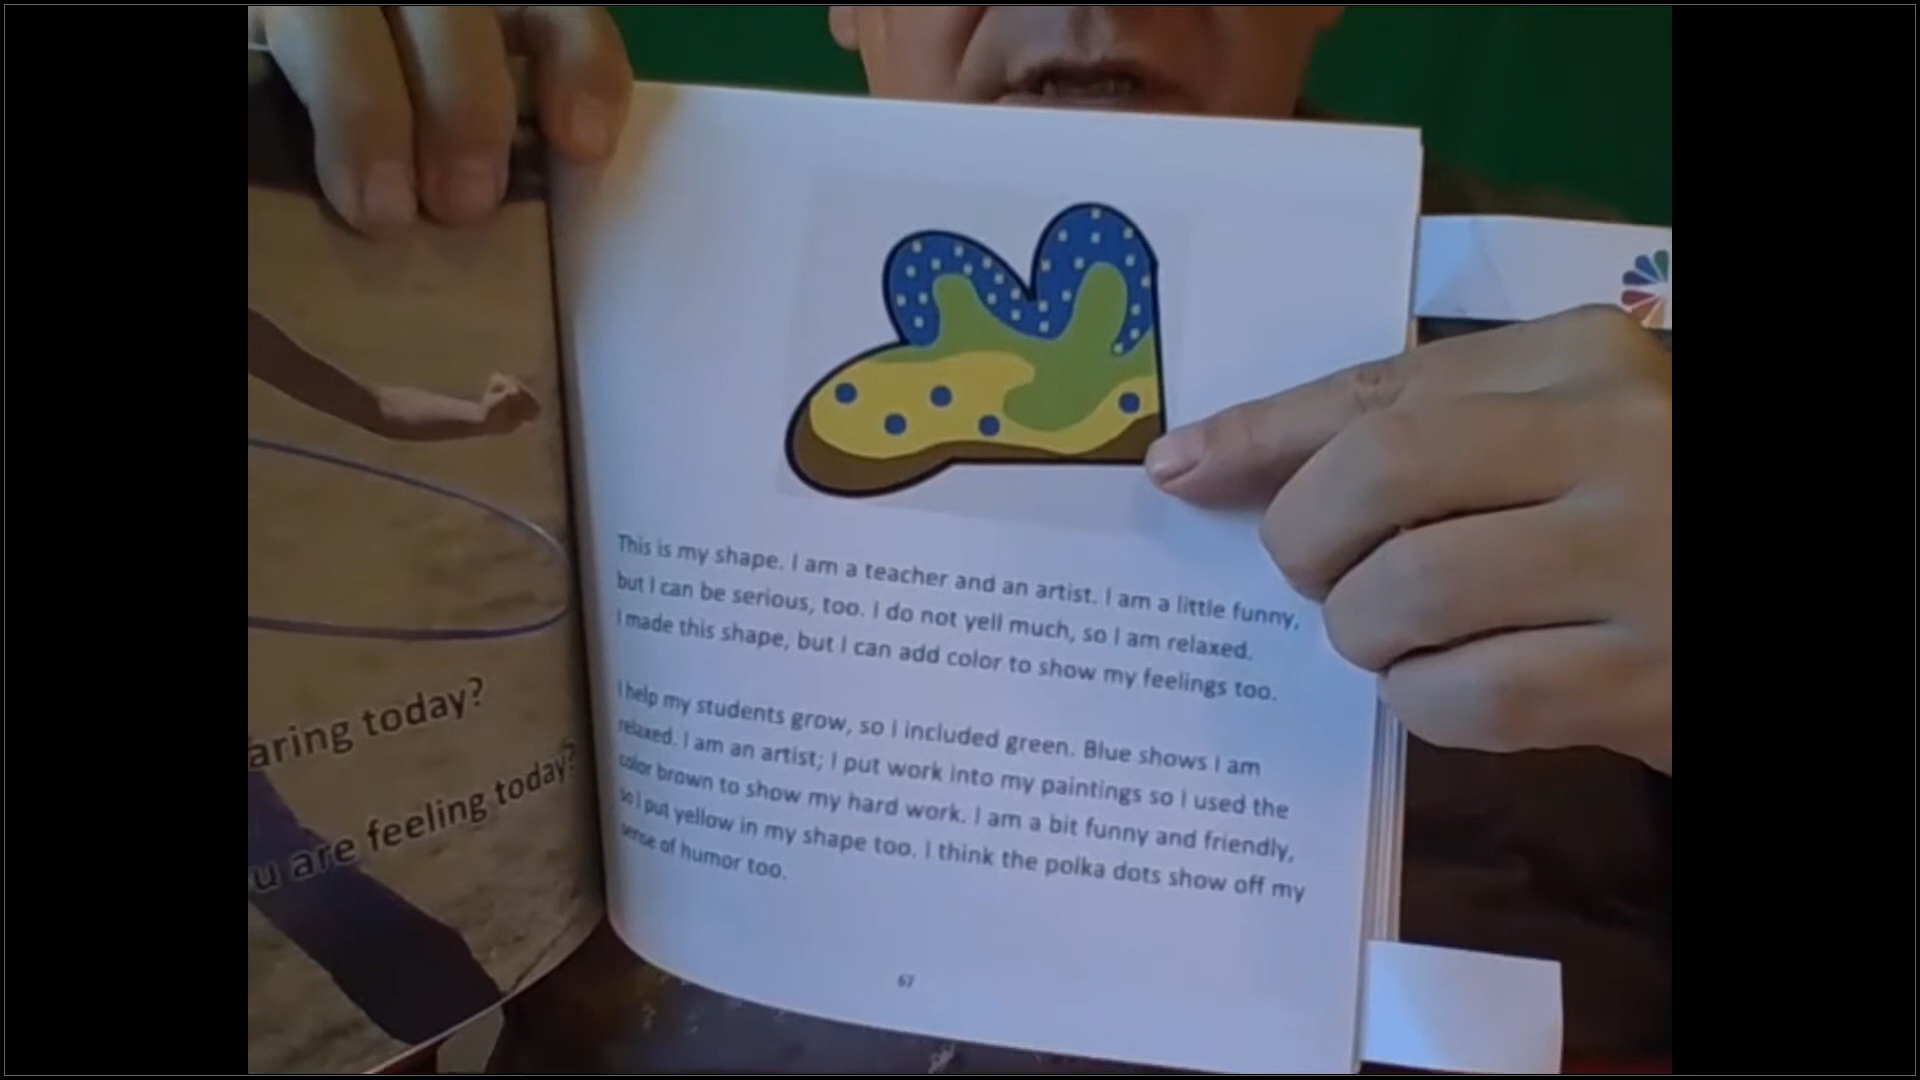 aring today?
u are feeling today?
This is my shape. I am a teacher and an artist. I am a little funny,
but I can be serious, too. I do not yell much, so I am relaxed.
I made this shape, but I can add color to show my feelings too.
I help my students grow, so I included green. Blue shows I am
relaxed. I am an artist; I put work into my paintings so I used the
color brown to show my hard work. I am a bit funny and friendly,
so I put yellow in my shape too. I think the polka dots show off my
sense of humor too.
67